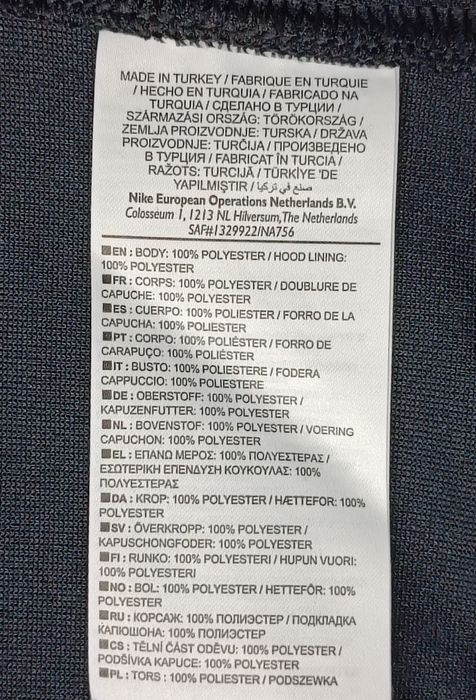 MADE IN TURKEY / FABRIQUE EN TURQUIE
/ HECHO EN TURQUIA / FABRICADO NA
TURQUIA / СДЕЛАНО В ТУРЦИИ /
SZÁRMAZÁSI ORSZÁG: TÖRÖKORSZÁG /
ZEMLJA PROIZVODNJE: TURSKA / DRŽAVA
PROIZVODNJE: TURČIJA / ПРОИЗВЕДЕНО
В ТУРЦИЯ / FABRICAT ÎN TURCIA /
RAŽOTS: TURCIJĀ / TÜRKİYE 'DE
YAPILMIŞTIR / صنع في تركيا
Nike European Operations Netherlands B.V.
Colosseum 1, 1213 NL Hilversum,The Netherlands
SAF#1329922/NA756
EN : BODY: 100% POLYESTER / HOOD LINING:
100% POLYESTER
FR : CORPS: 100% POLYESTER / DOUBLURE DE
CAPUCHE: 100% POLYESTER
ES : CUERPO: 100% POLIÉSTER / FORRO DE LA
CAPUCHA: 100% POLIÉSTER
PT : CORPO: 100% POLIÉSTER / FORRO DE
CARAPUÇO: 100% POLIÉSTER
IT : BUSTO: 100% POLIESTERE / FODERA
CAPPUCCIO: 100% POLIESTERE
DE : OBERSTOFF: 100% POLYESTER /
KAPUZENFUTTER: 100% POLYESTER
NL : BOVENSTOF: 100% POLYESTER / VOERING
CAPUCHON: 100% POLYESTER
EL : ΕΠΑΝΩ ΜΕΡΟΣ: 100% ΠΟΛΥΕΣΤΕΡΑΣ /
ΕΣΩΤΕΡΙΚΗ ΕΠΕΝΔΥΣΗ ΚΟΥΚΟΥΛΑΣ: 100%
ΠΟΛΥΕΣΤΕΡΑΣ
DA : KROP: 100% POLYESTER / HÆTTEFOR: 100%
POLYESTER
SV : ÖVERKROPP: 100% POLYESTER /
KAPUSCHONGFODER: 100% POLYESTER
FI : RUNKO: 100% POLYESTERI / HUPUN VUORI:
100% POLYESTERI
NO : BOL: 100% POLYESTER / HETTEFÔR: 100%
POLYESTER
RU : КОРСАЖ: 100% ПОЛИЭСТЕР / ПОДКЛАДКА
КАПЮШОНА: 100% ПОЛИЭСТЕР
CS : TĚLNÍ ČÁST ODĚVU: 100% POLYESTER /
PODŠÍVKA KAPUCE: 100% POLYESTER
PL : TORS : 100% POLIESTER / PODSZEWKA